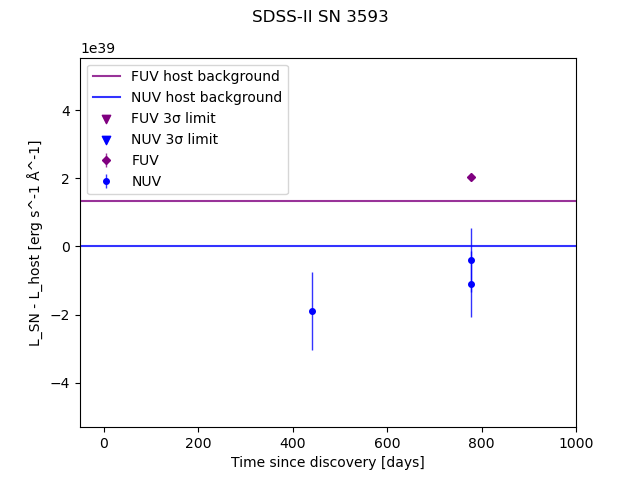 SDSS-II SN 3593
1e39
FUV host background
NUV host background
FUV 3σ limit
NUV 3σ limit
FUV
NUV
4
2
0
−2
−4
L_SN - L_host [erg s^-1 Å^-1]
0 200 400 600 800 1000
Time since discovery [days]